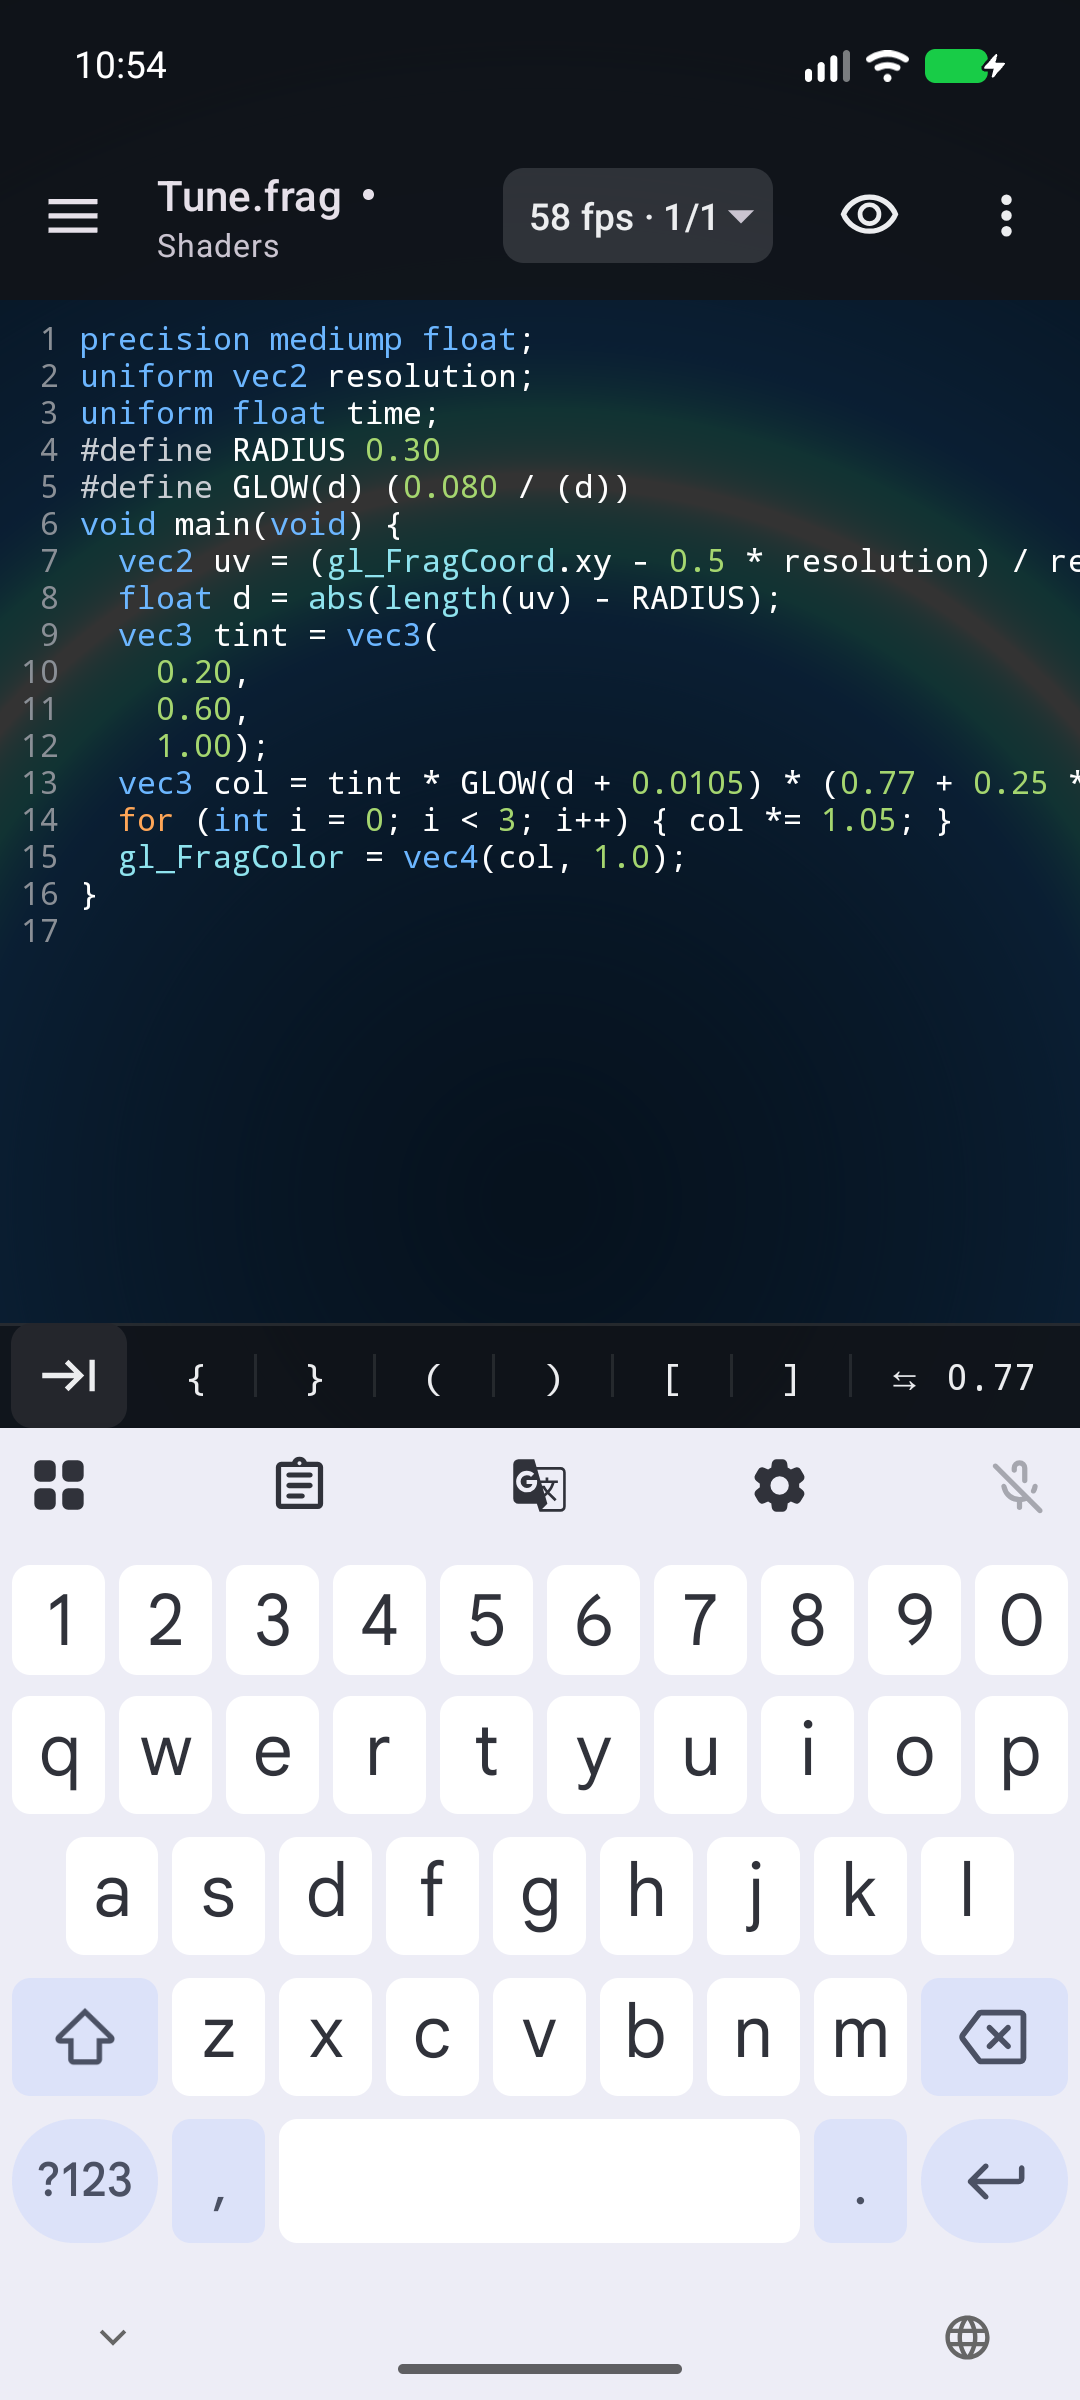 10:54
Tune.frag •
Shaders
58 fps · 1/1
1 precision mediump float;
2 uniform vec2 resolution;
3 uniform float time;
4 #define RADIUS 0.30
5 #define GLOW(d) (0.080 / (d))
6 void main(void) {
7   vec2 uv = (gl_FragCoord.xy - 0.5 * resolution) / re
8   float d = abs(length(uv) - RADIUS);
9   vec3 tint = vec3(
10     0.20,
11     0.60,
12     1.00);
13   vec3 col = tint * GLOW(d + 0.0105) * (0.77 + 0.25 *
14   for (int i = 0; i < 3; i++) { col *= 1.05; }
15   gl_FragColor = vec4(col, 1.0);
16 }
17
{ } ( ) [ ] ⇆ 0.77
1 2 3 4 5 6 7 8 9 0
q w e r t y u i o p
a s d f g h j k l
z x c v b n m
?123 , .